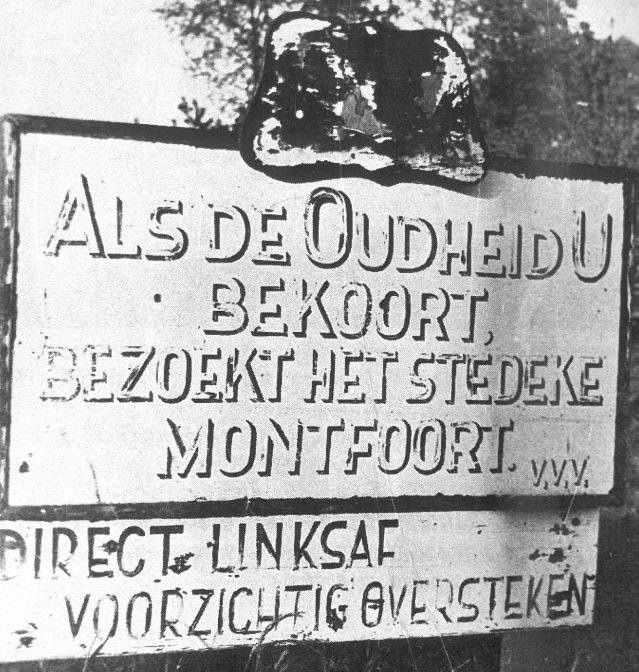 ALS DE OUDHEID U
BEKOORT,
BEZOEKT HET STEDEKE
MONTFOORT.
V.V.V.
DIRECT LINKSAF
VOORZICHTIG OVERSTEKEN